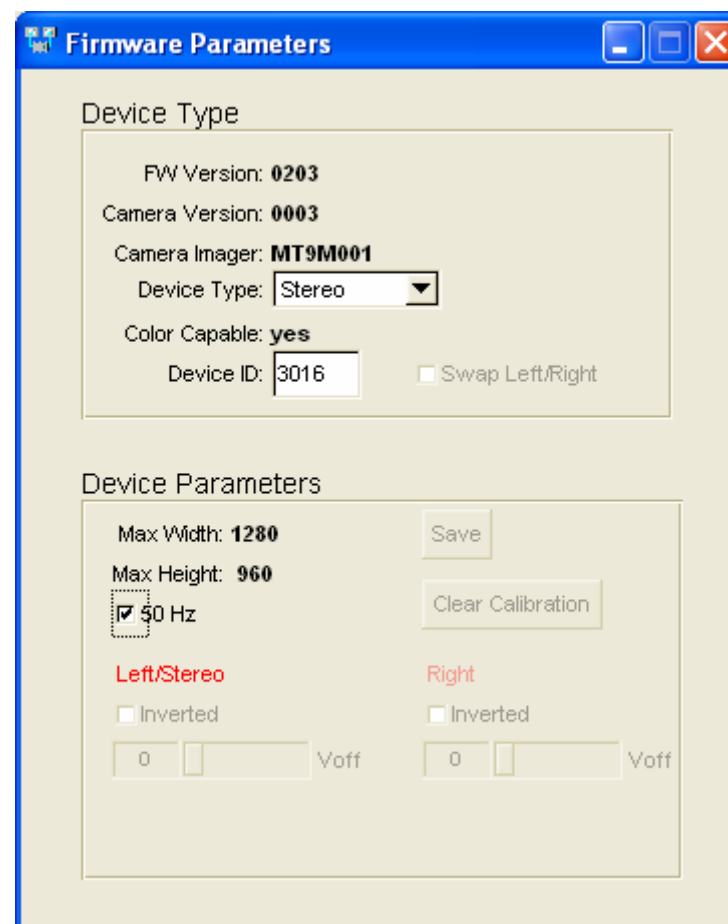 Firmware Parameters
Device Type
FW Version: 0203
Camera Version: 0003
Camera Imager: MT9M001
Device Type: Stereo
Color Capable: yes
Device ID: 3016 Swap Left/Right
Device Parameters
Max Width: 1280 Save
Max Height: 960
50 Hz Clear Calibration
Left/Stereo Right
Inverted Inverted
0 Voff 0 Voff